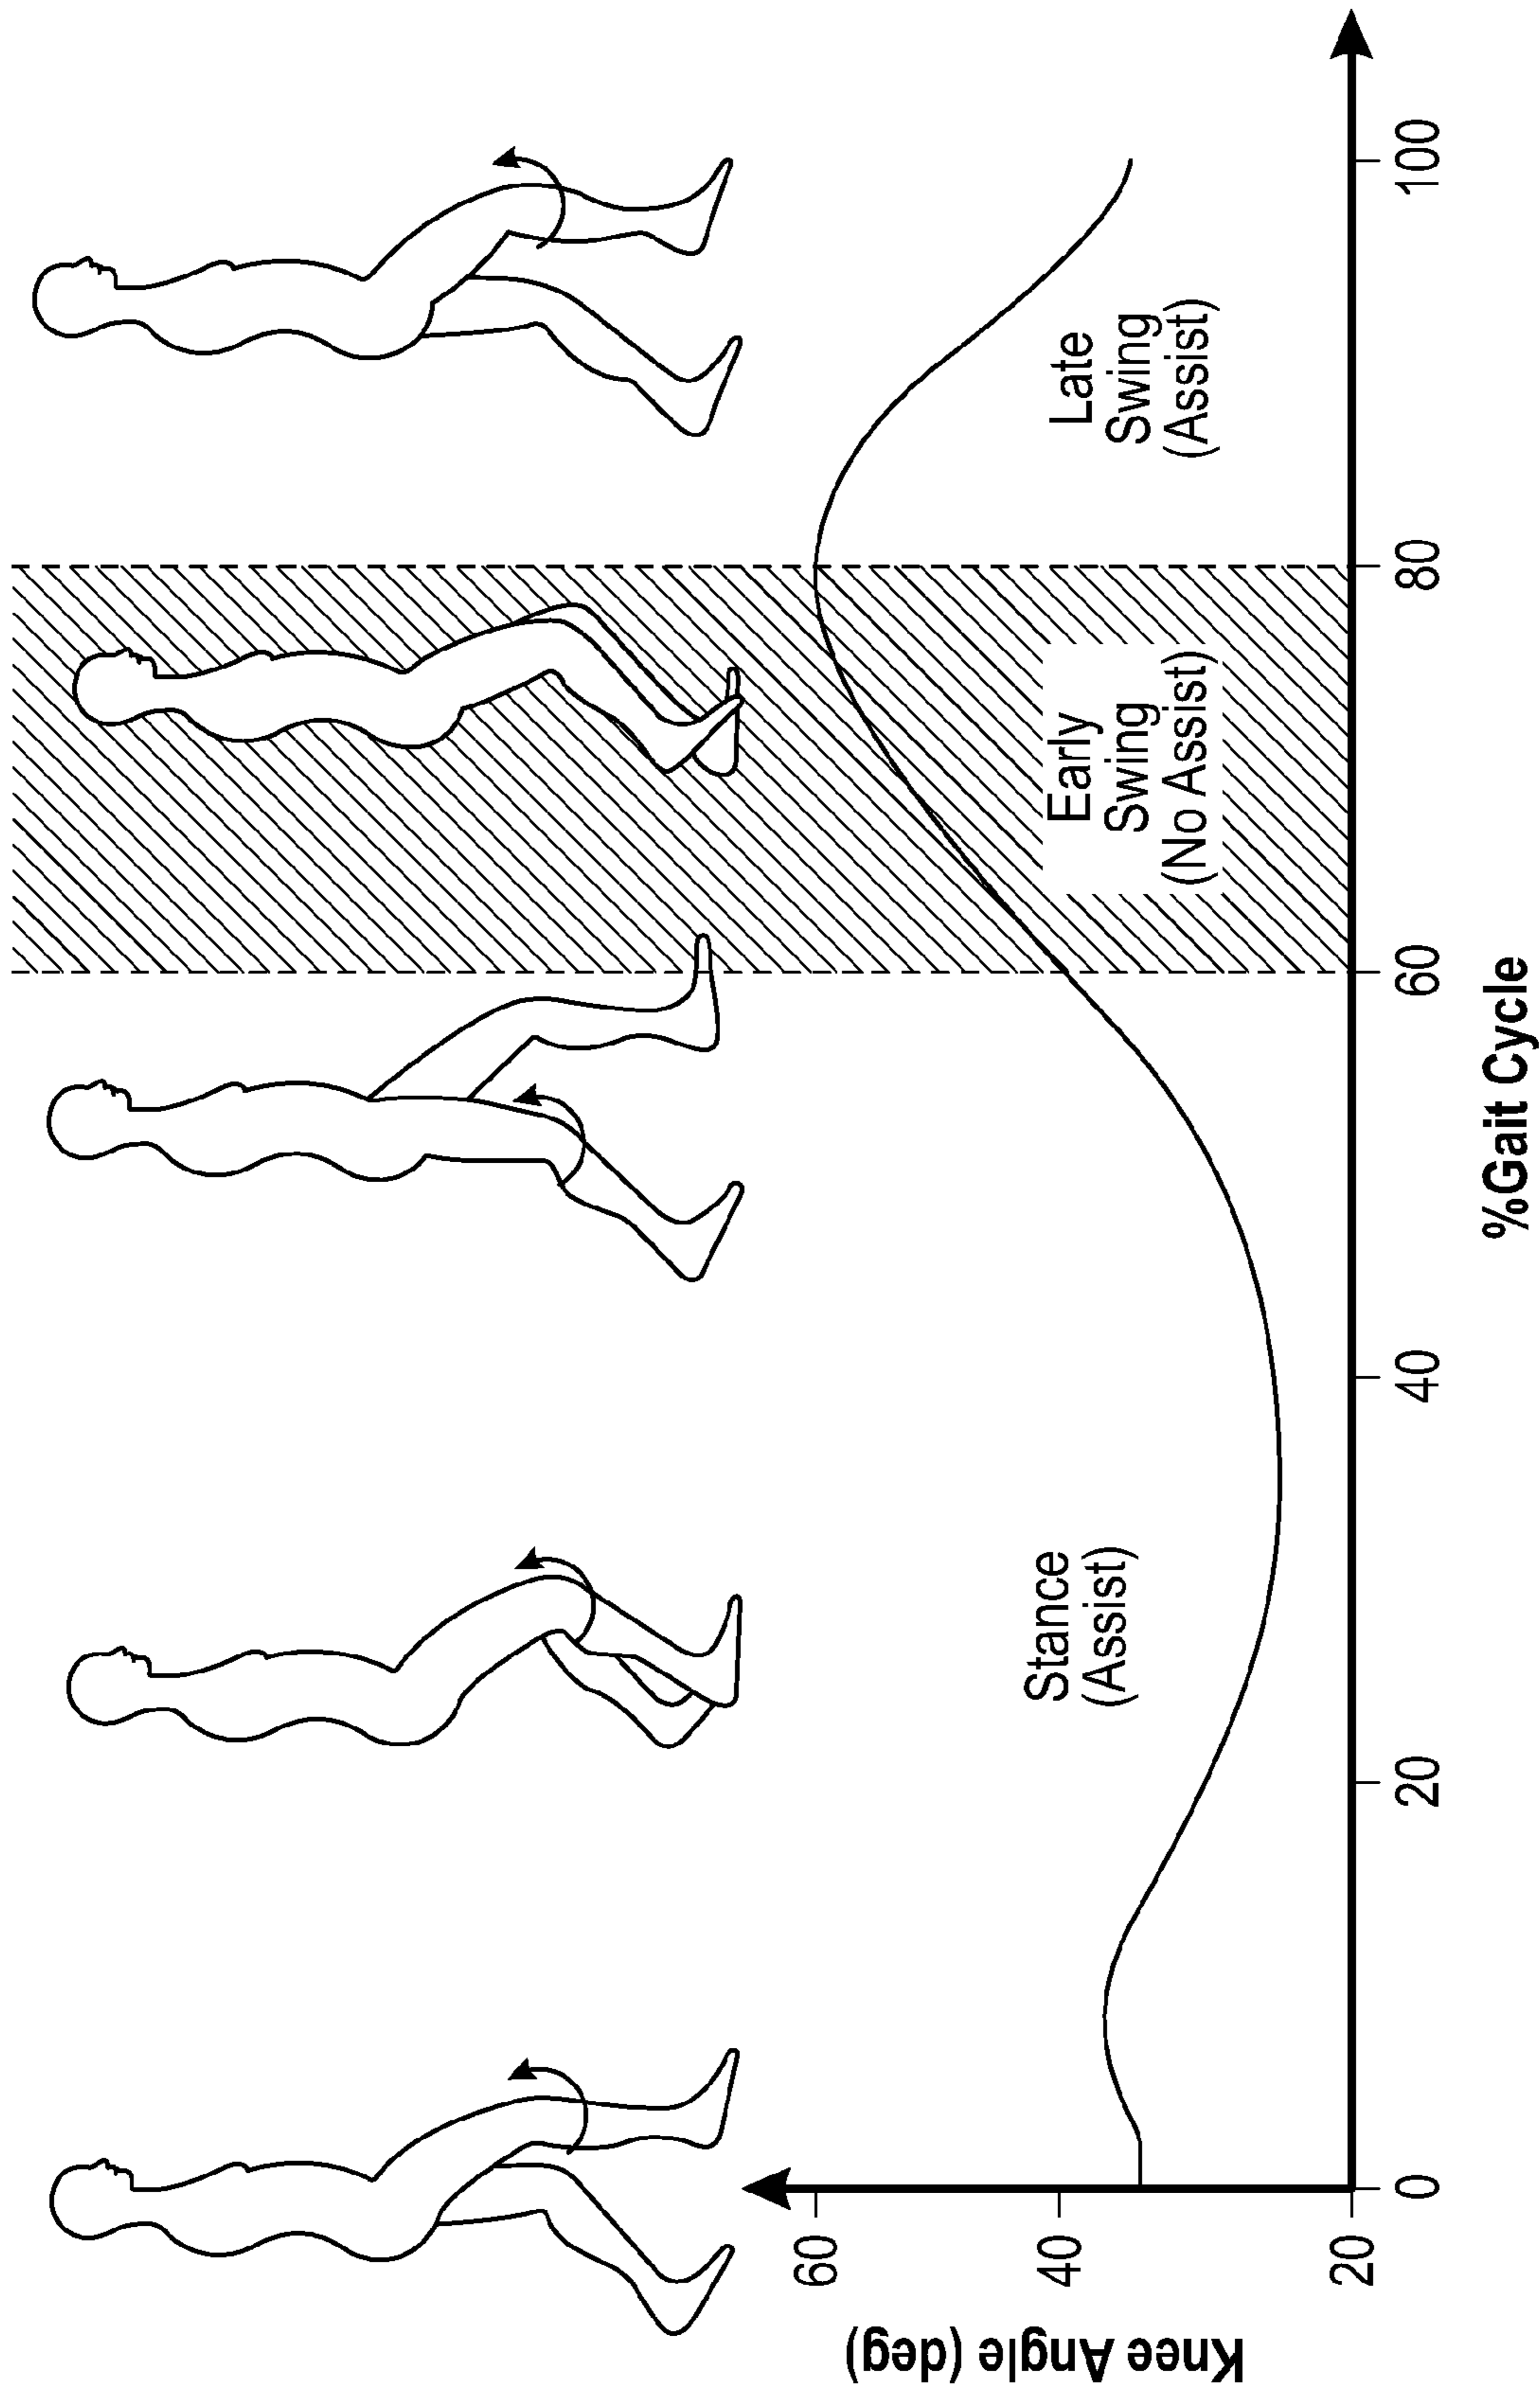 Knee Angle (deg)
60
40
20
Stance
(Assist)
Early
Swing
(No Assist)
Late
Swing
(Assist)
0
20
40
60
80
100
%Gait Cycle